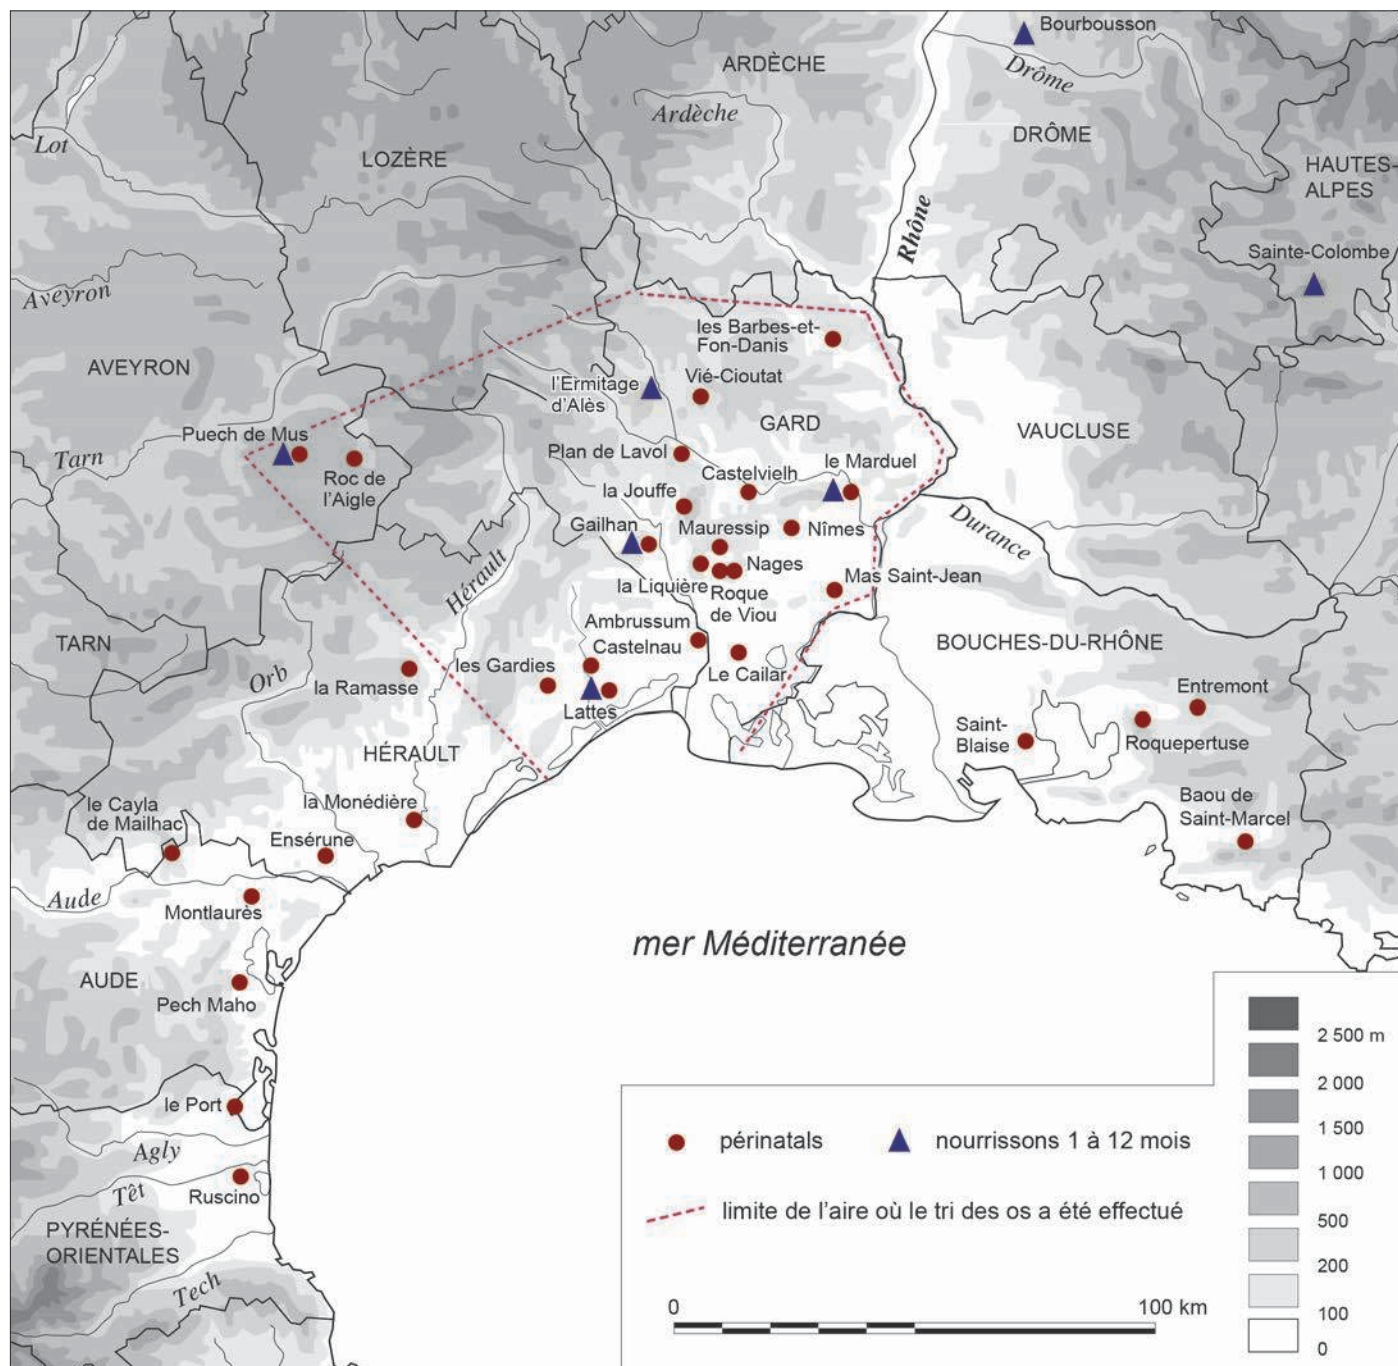 Bourbousson
ARDÈCHE
Drôme
Ardèche
DRÔME
Lot
LOZÈRE
HAUTES-
ALPES
Rhône
Sainte-Colombe
Aveyron
les Barbes-et-
Fon-Danis
AVEYRON
l'Ermitage
d'Alès
Vié-Cioutat
GARD
VAUCLUSE
Puech de Mus
Tarn
Roc de
l'Aigle
Plan de Lavol
Castelvielh
le Marduel
la Jouffe
Gailhan
Mauressip
Nîmes
Durance
Hérault
la Liquière
Nages
Roque
de Viou
Mas Saint-Jean
TARN
Orb
la Ramasse
les Gardies
Ambrussum
Castelnau
Le Cailar
BOUCHES-DU-RHÔNE
Lattes
Entremont
Saint-
Blaise
Roquepertuse
HÉRAULT
le Cayla
de Mailhac
la Monédière
Ensérune
Baou de
Saint-Marcel
Aude
Montlaurès
mer Méditerranée
AUDE
Pech Maho
le Port
Agly
Têt
Ruscino
PYRÉNÉES-
ORIENTALES
Tech
périnatals
nourrissons 1 à 12 mois
limite de l'aire où le tri des os a été effectué
0 100 km
2 500 m
2 000
1 500
1 000
500
200
100
0